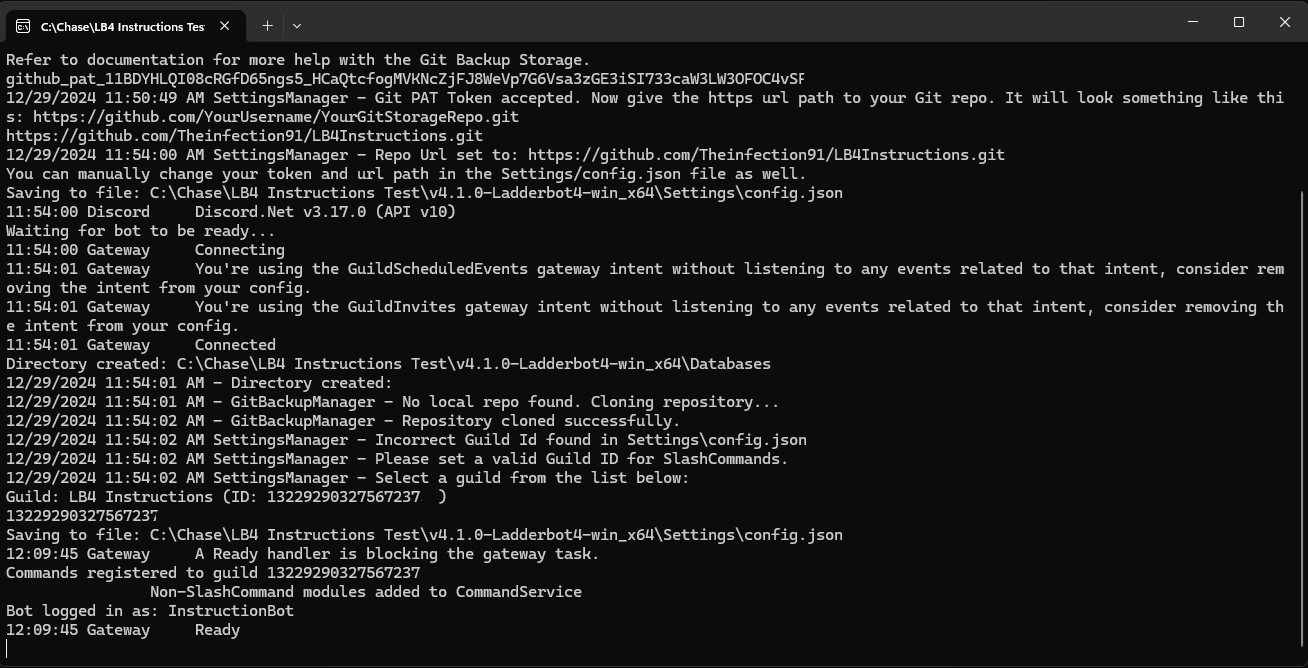 C:\Chase\LB4 Instructions Tes
Refer to documentation for more help with the Git Backup Storage.
12/29/2024 11:50:49 AM SettingsManager - Git PAT Token accepted. Now give the https url path to your Git repo. It will look something like thi
s: https://github.com/YourUsername/YourGitStorageRepo.git
https://github.com/Theinfection91/LB4Instructions.git
12/29/2024 11:54:00 AM SettingsManager - Repo Url set to: https://github.com/Theinfection91/LB4Instructions.git
You can manually change your token and url path in the Settings/config.json file as well.
Saving to file: C:\Chase\LB4 Instructions Test\v4.1.0-Ladderbot4-win_x64\Settings\config.json
11:54:00 Discord     Discord.Net v3.17.0 (API v10)
Waiting for bot to be ready...
11:54:00 Gateway     Connecting
11:54:01 Gateway     You're using the GuildScheduledEvents gateway intent without listening to any events related to that intent, consider rem
oving the intent from your config.
11:54:01 Gateway     You're using the GuildInvites gateway intent without listening to any events related to that intent, consider removing th
e intent from your config.
11:54:01 Gateway     Connected
Directory created: C:\Chase\LB4 Instructions Test\v4.1.0-Ladderbot4-win_x64\Databases
12/29/2024 11:54:01 AM - Directory created:
12/29/2024 11:54:01 AM - GitBackupManager - No local repo found. Cloning repository...
12/29/2024 11:54:02 AM - GitBackupManager - Repository cloned successfully.
12/29/2024 11:54:02 AM SettingsManager - Incorrect Guild Id found in Settings\config.json
12/29/2024 11:54:02 AM SettingsManager - Please set a valid Guild ID for SlashCommands.
12/29/2024 11:54:02 AM SettingsManager - Select a guild from the list below:
Guild: LB4 Instructions (ID: 13229290327567237  )
13229290327567237
Saving to file: C:\Chase\LB4 Instructions Test\v4.1.0-Ladderbot4-win_x64\Settings\config.json
12:09:45 Gateway     A Ready handler is blocking the gateway task.
Commands registered to guild 13229290327567237
                Non-SlashCommand modules added to CommandService
Bot logged in as: InstructionBot
12:09:45 Gateway     Ready